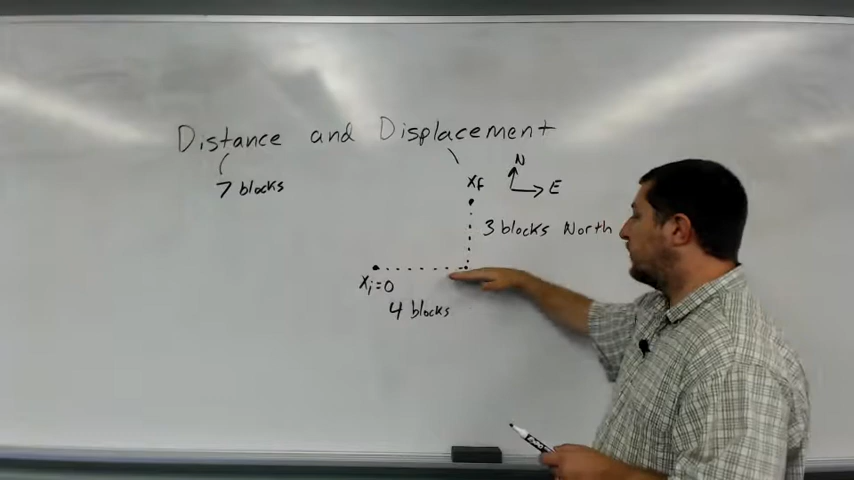 Distance and Displacement
7 blocks
N
E
xf
3 blocks North
xi=0
4 blocks